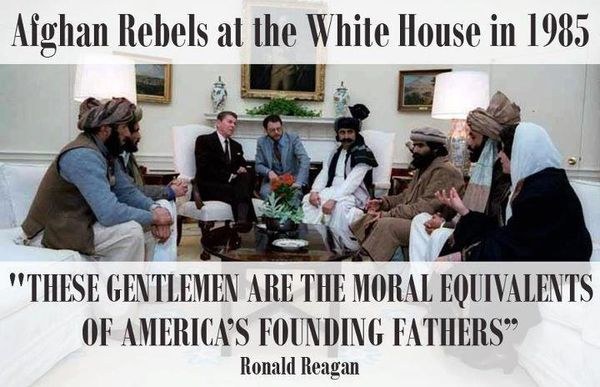 Afghan Rebels at the White House in 1985
"THESE GENTLEMEN ARE THE MORAL EQUIVALENTS
OF AMERICA'S FOUNDING FATHERS”
Ronald Reagan